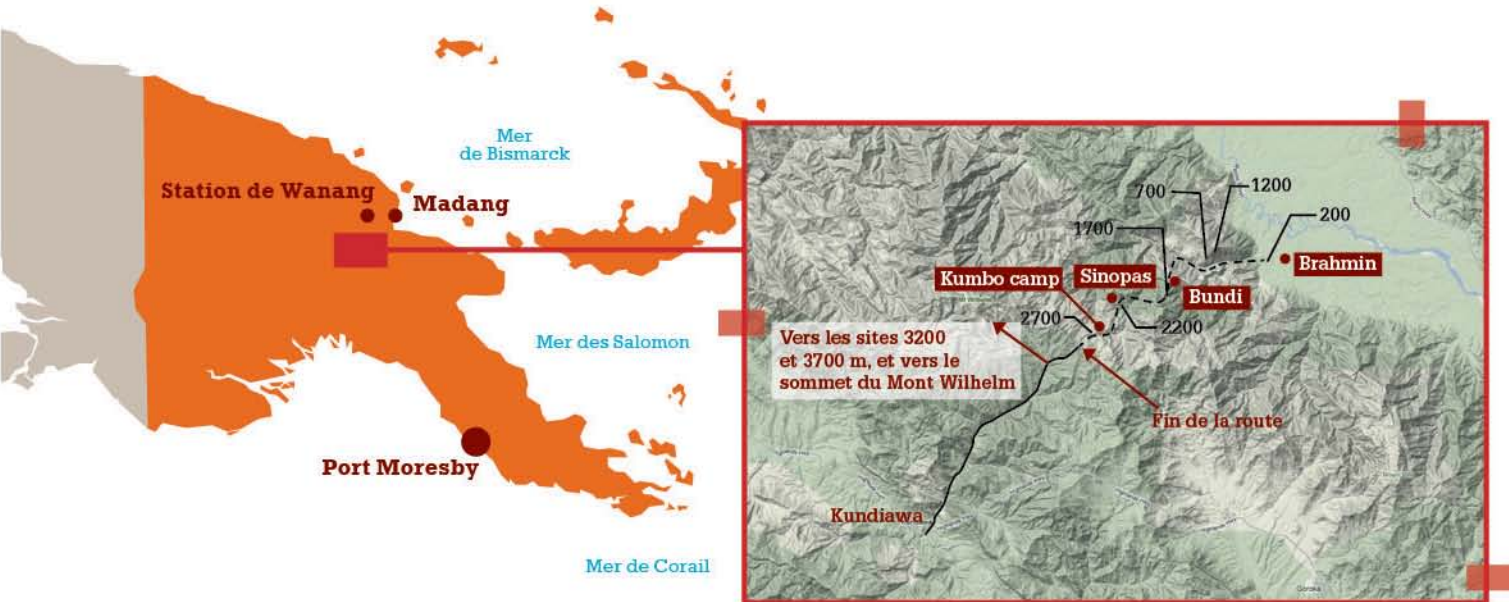 Mer
de Bismarck
Station de Wanang
Madang
Mer des Salomon
Port Moresby
Mer de Corail
700
1200
200
1700
Brahmin
Kumbo camp
Sinopas
Bundi
2700
2200
Vers les sites 3200
et 3700 m, et vers le
sommet du Mont Wilhelm
Fin de la route
Kundiawa
Goroka